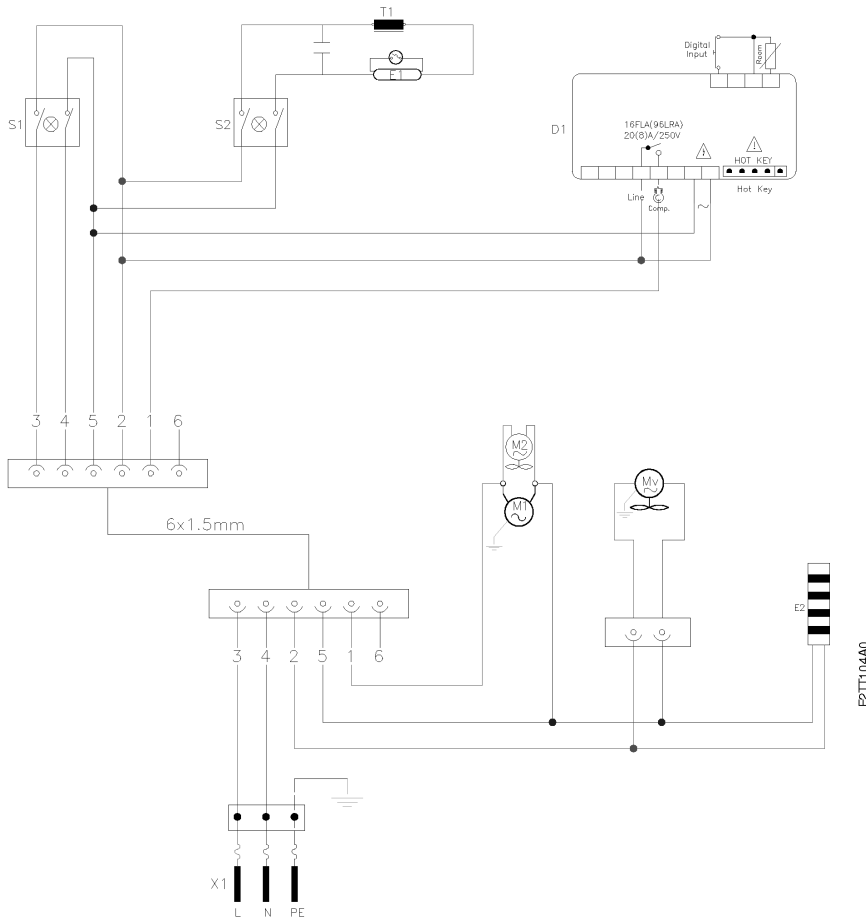 T1
Digital
Input
Room
E1
S1
S2
D1
16FLA(96LRA)
20(8)A/250V
HOT KEY
Line
Comp.
~
Hot Key
3 4 5 2 1 6
M2
M1
Mv
6x1.5mm
E2
3 4 2 5 1 6
F2TT104A0
X1
L N PE